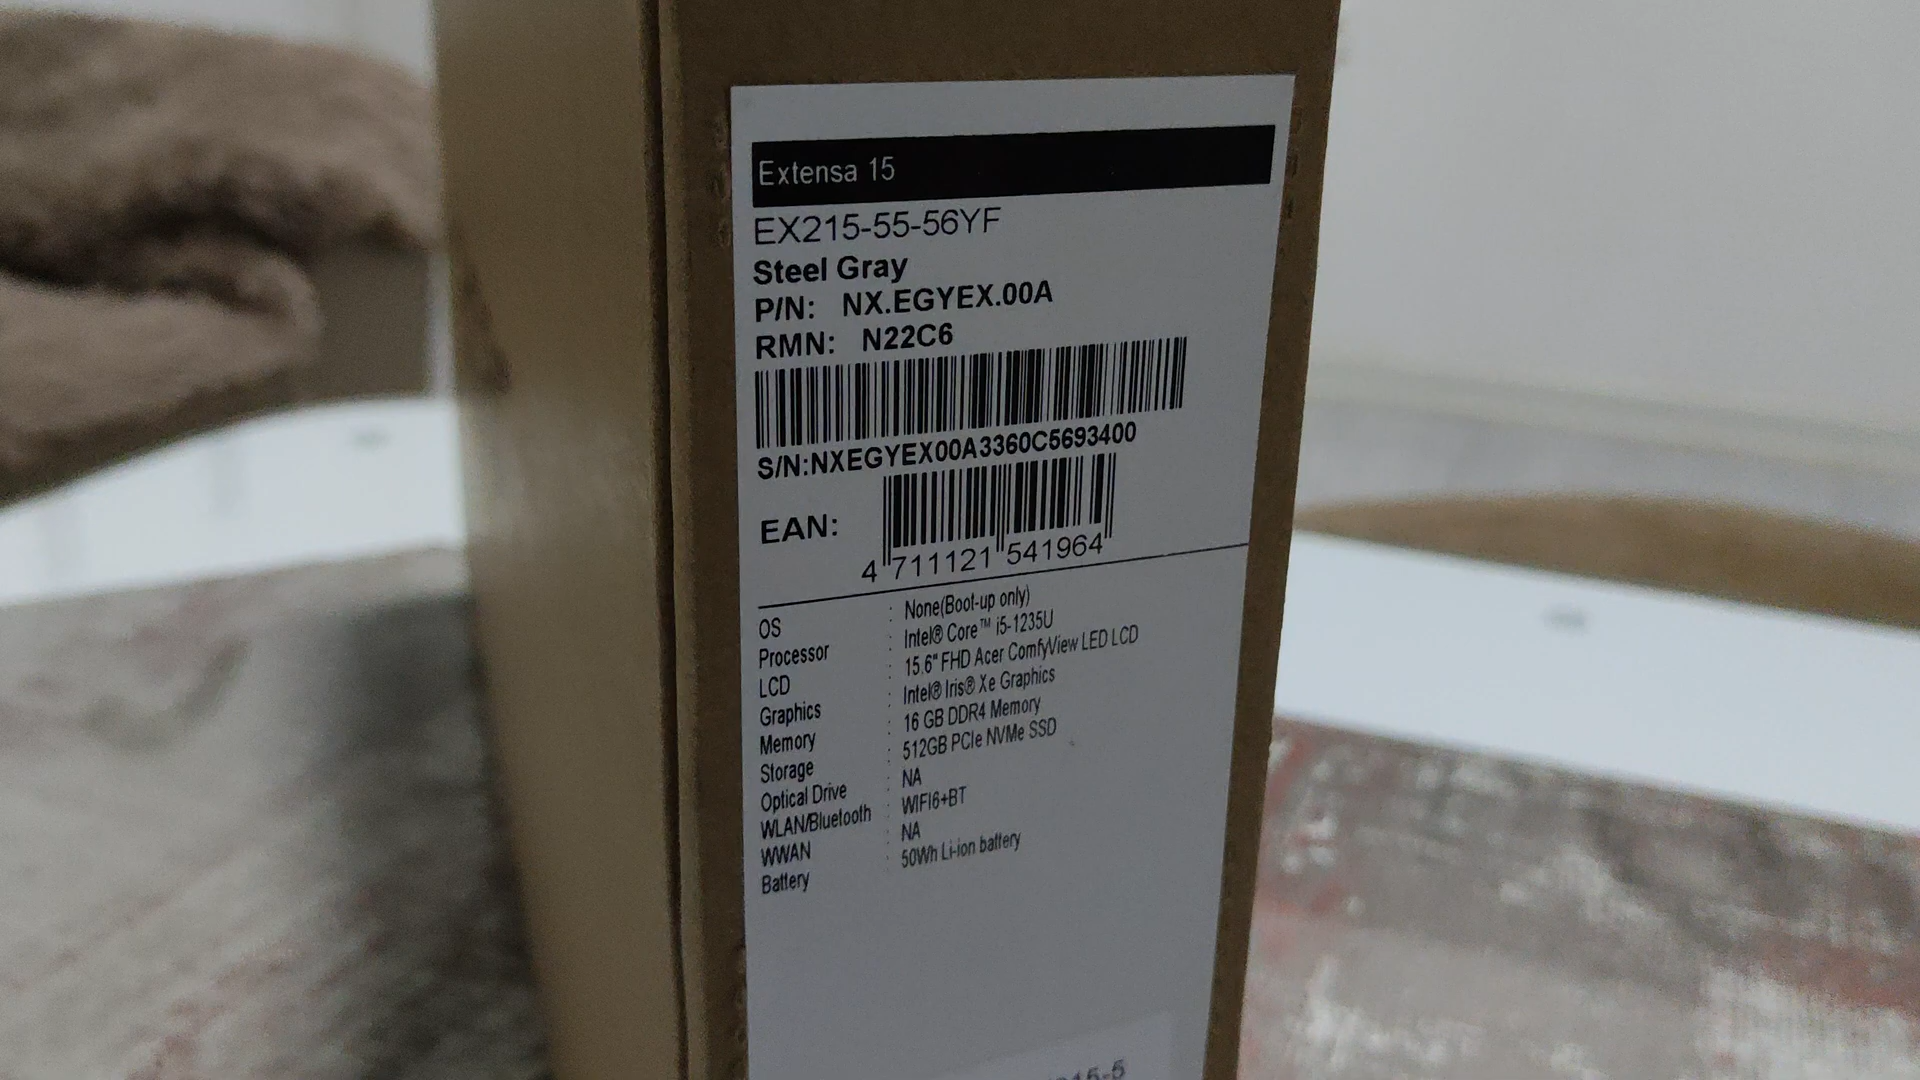 Extensa 15
EX215-55-56YF
Steel Gray
P/N: NX.EGYEX.00A
RMN: N22C6
S/N:NXEGYEX00A3360C5693400
EAN:
4 711121 541964
OS : None(Boot-up only)
Processor : Intel® Core™ i5-1235U
LCD : 15.6" FHD Acer ComfyView LED LCD
Graphics : Intel® Iris® Xe Graphics
Memory : 16 GB DDR4 Memory
Storage : 512GB PCIe NVMe SSD
Optical Drive : NA
WLAN/Bluetooth : WIFI6+BT
WWAN : NA
Battery : 50Wh Li-ion battery